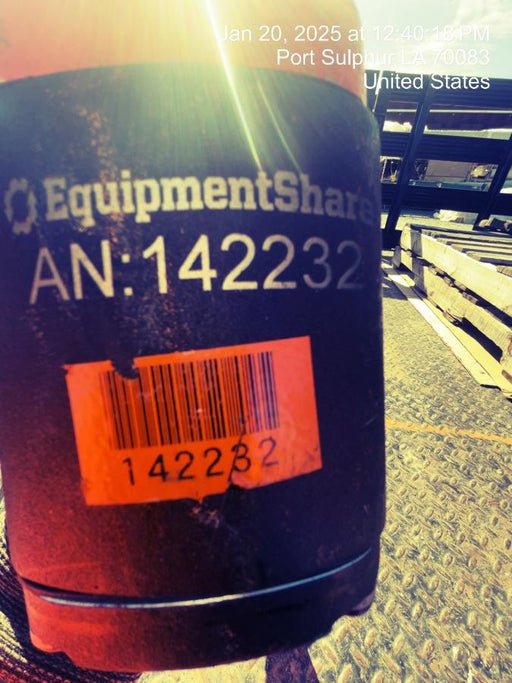 Jan 20, 2025 at 12:40:18 PM
Port Sulphur LA 70083
United States
EquipmentShare
AN:142232
142232